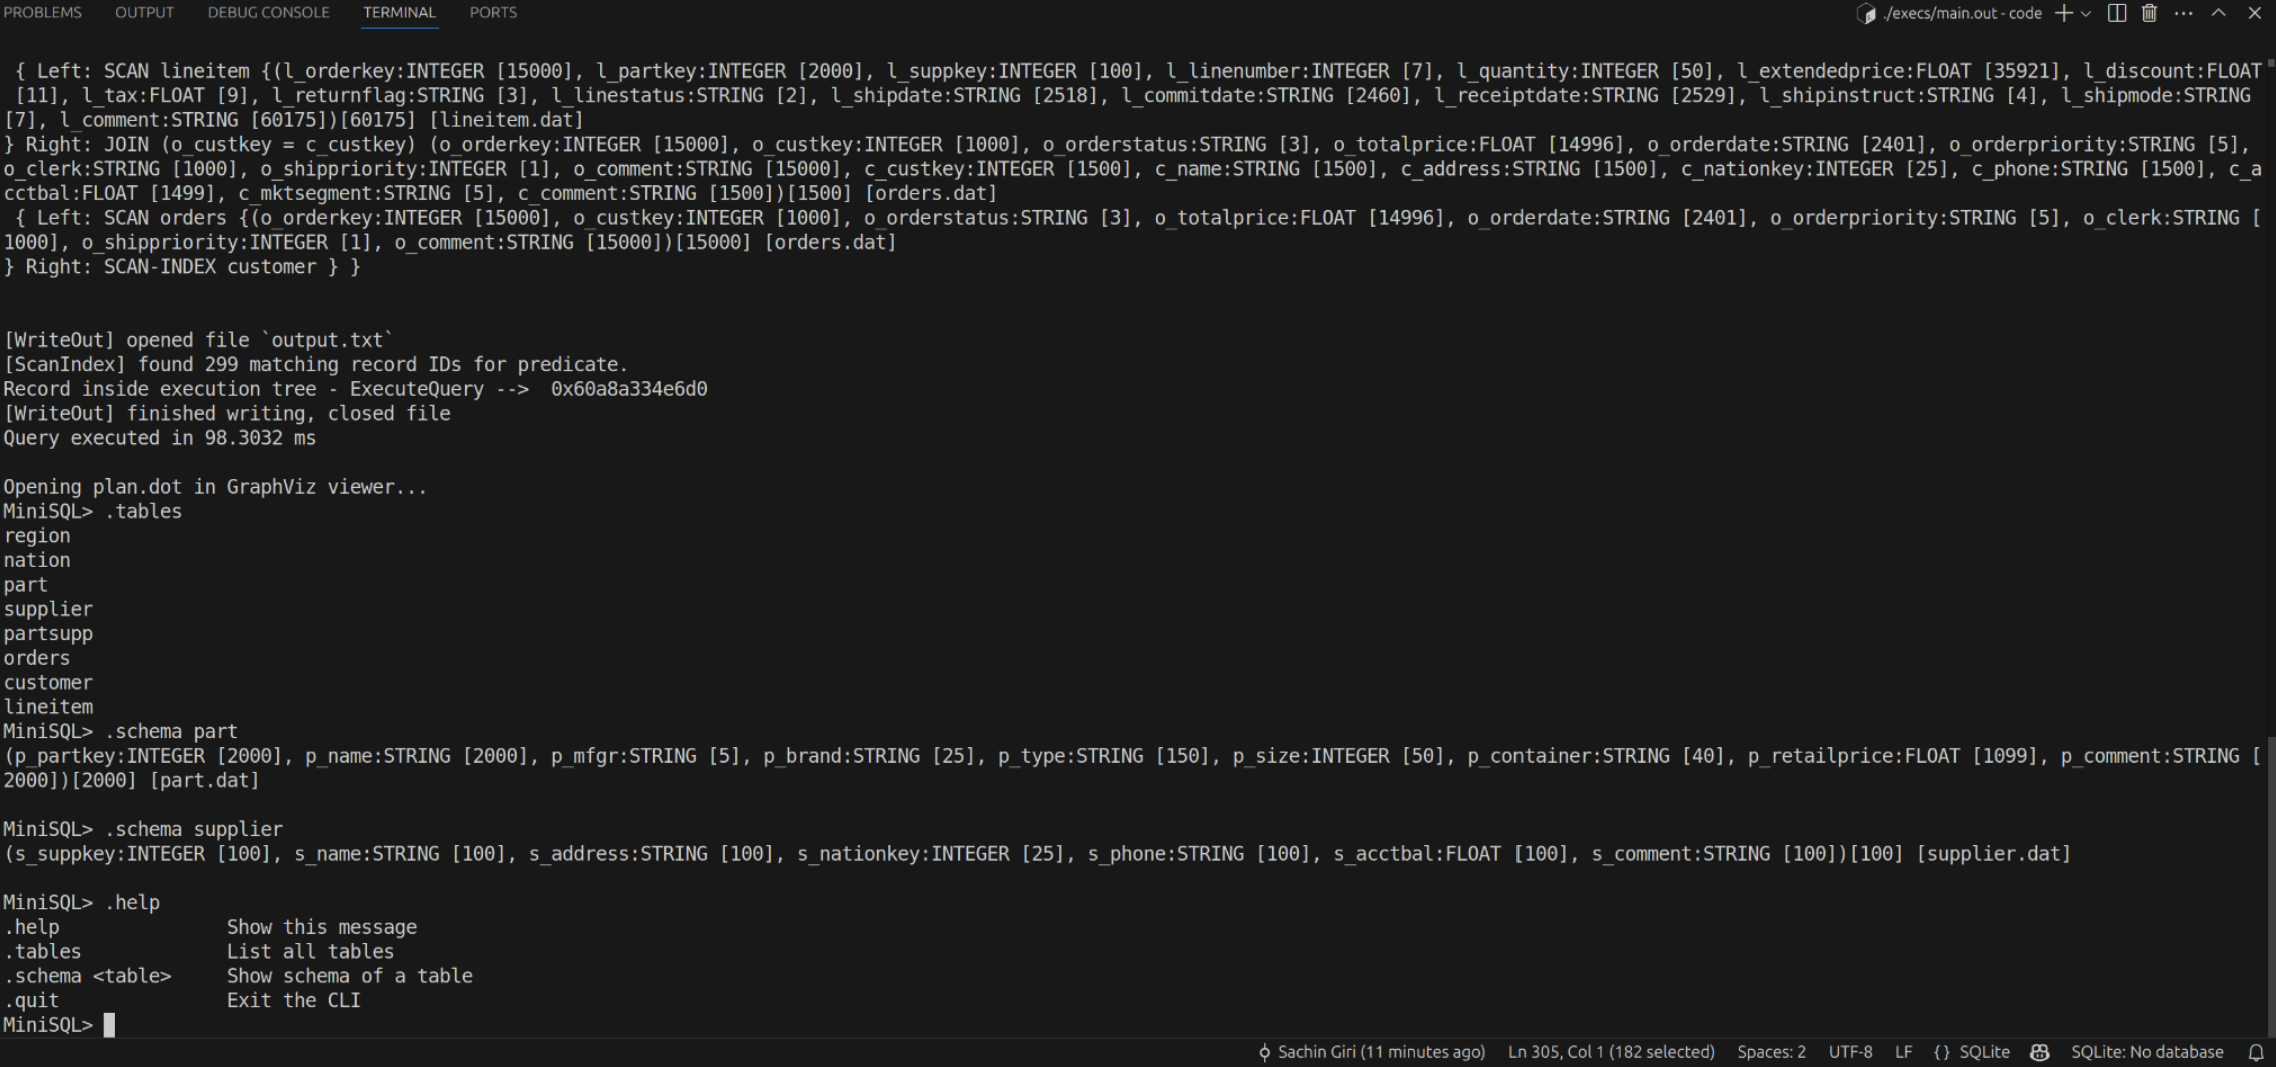 PROBLEMS OUTPUT DEBUG CONSOLE TERMINAL PORTS ./execs/main.out - code
{ Left: SCAN lineitem {(l_orderkey:INTEGER [15000], l_partkey:INTEGER [2000], l_suppkey:INTEGER [100], l_linenumber:INTEGER [7], l_quantity:INTEGER [50], l_extendedprice:FLOAT [35921], l_discount:FLOAT
[11], l_tax:FLOAT [9], l_returnflag:STRING [3], l_linestatus:STRING [2], l_shipdate:STRING [2518], l_commitdate:STRING [2460], l_receiptdate:STRING [2529], l_shipinstruct:STRING [4], l_shipmode:STRING
[7], l_comment:STRING [60175])[60175] [lineitem.dat]
} Right: JOIN (o_custkey = c_custkey) (o_orderkey:INTEGER [15000], o_custkey:INTEGER [1000], o_orderstatus:STRING [3], o_totalprice:FLOAT [14996], o_orderdate:STRING [2401], o_orderpriority:STRING [5],
o_clerk:STRING [1000], o_shippriority:INTEGER [1], o_comment:STRING [15000], c_custkey:INTEGER [1500], c_name:STRING [1500], c_address:STRING [1500], c_nationkey:INTEGER [25], c_phone:STRING [1500], c_a
cctbal:FLOAT [1499], c_mktsegment:STRING [5], c_comment:STRING [1500])[1500] [orders.dat]
{ Left: SCAN orders {(o_orderkey:INTEGER [15000], o_custkey:INTEGER [1000], o_orderstatus:STRING [3], o_totalprice:FLOAT [14996], o_orderdate:STRING [2401], o_orderpriority:STRING [5], o_clerk:STRING [
1000], o_shippriority:INTEGER [1], o_comment:STRING [15000])[15000] [orders.dat]
} Right: SCAN-INDEX customer } }
[WriteOut] opened file `output.txt`
[ScanIndex] found 299 matching record IDs for predicate.
Record inside execution tree - ExecuteQuery -->  0x60a8a334e6d0
[WriteOut] finished writing, closed file
Query executed in 98.3032 ms
Opening plan.dot in GraphViz viewer...
MiniSQL> .tables
region
nation
part
supplier
partsupp
orders
customer
lineitem
MiniSQL> .schema part
(p_partkey:INTEGER [2000], p_name:STRING [2000], p_mfgr:STRING [5], p_brand:STRING [25], p_type:STRING [150], p_size:INTEGER [50], p_container:STRING [40], p_retailprice:FLOAT [1099], p_comment:STRING [
2000])[2000] [part.dat]
MiniSQL> .schema supplier
(s_suppkey:INTEGER [100], s_name:STRING [100], s_address:STRING [100], s_nationkey:INTEGER [25], s_phone:STRING [100], s_acctbal:FLOAT [100], s_comment:STRING [100])[100] [supplier.dat]
MiniSQL> .help
.help Show this message
.tables List all tables
.schema <table> Show schema of a table
.quit Exit the CLI
MiniSQL>
Sachin Giri (11 minutes ago) Ln 305, Col 1 (182 selected) Spaces: 2 UTF-8 LF {} SQLite SQLite: No database